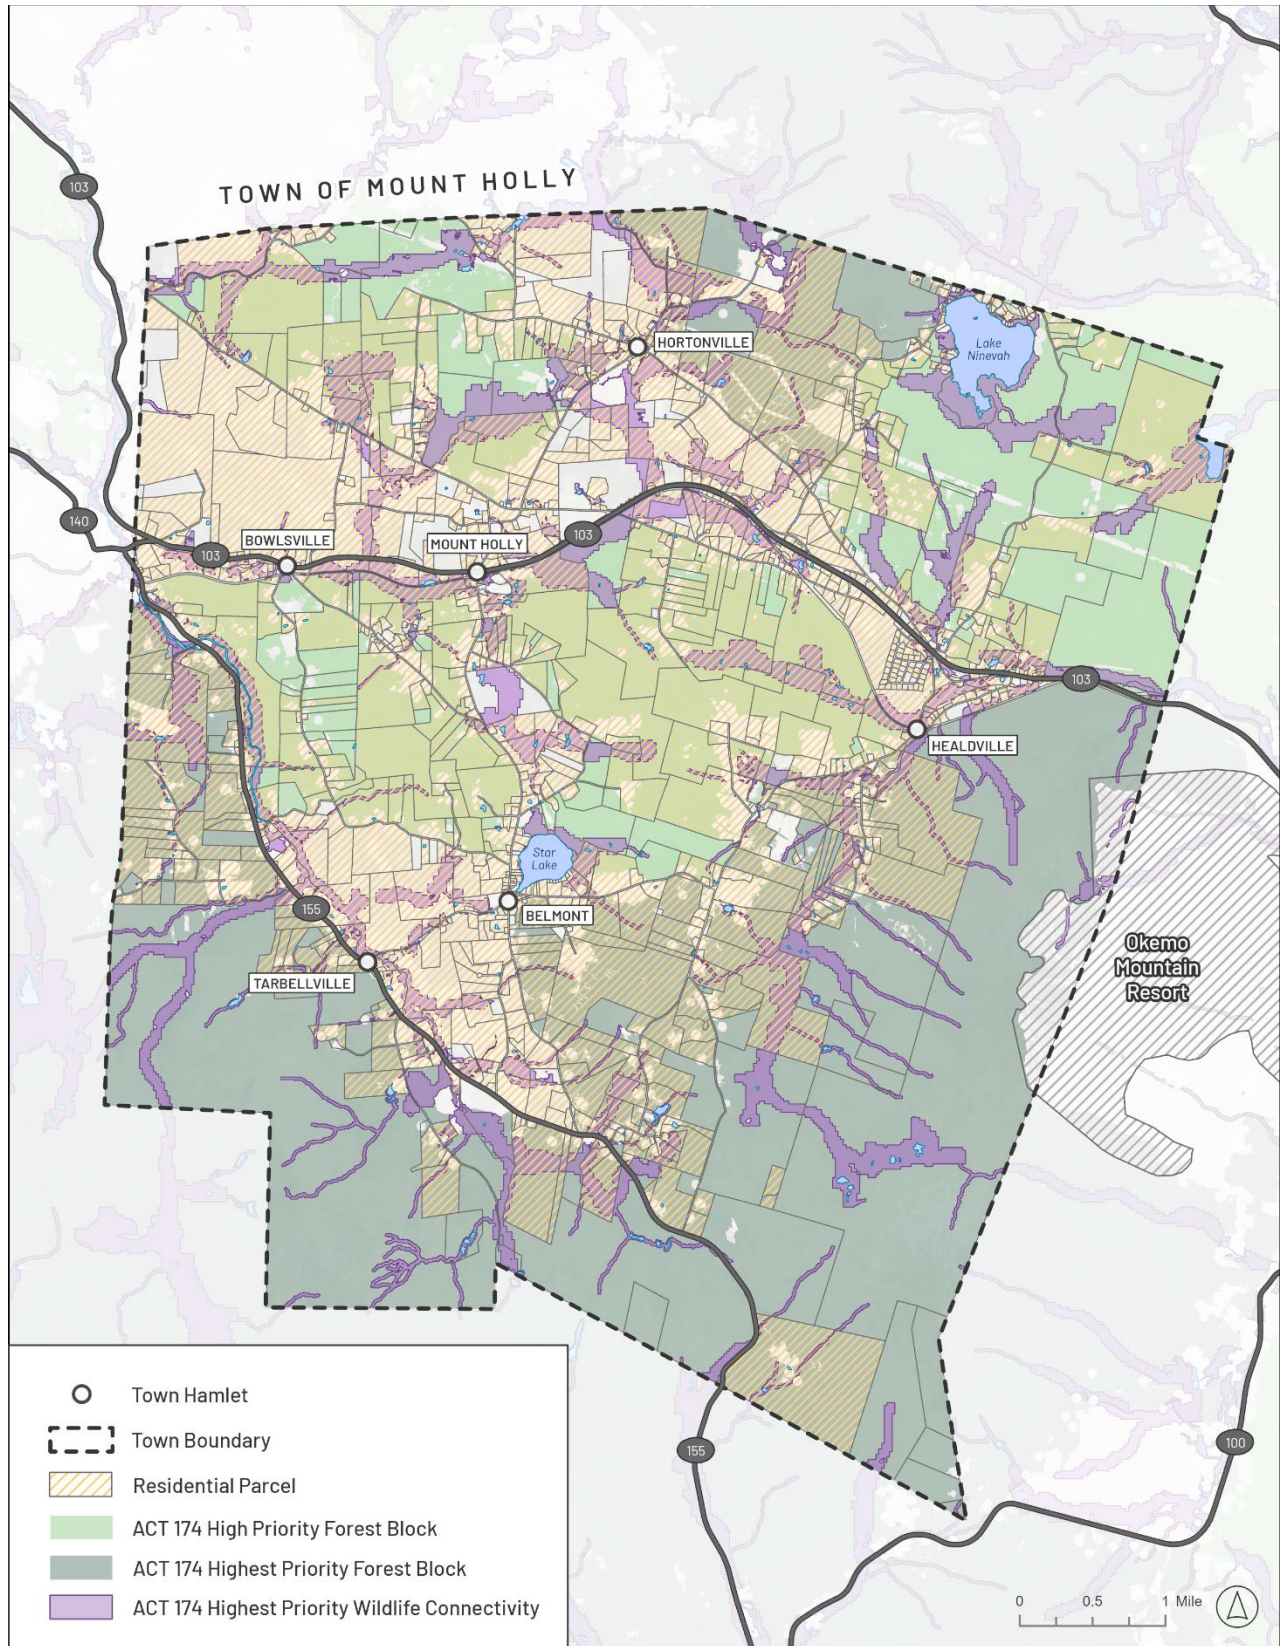 TOWN OF MOUNT HOLLY
103
HORTONVILLE
Lake
Ninevah
140
103
BOWLSVILLE
MOUNT HOLLY
103
103
HEALDVILLE
Star
Lake
BELMONT
155
TARBELLVILLE
Okemo
Mountain
Resort
Town Hamlet
Town Boundary
Residential Parcel
ACT 174 High Priority Forest Block
ACT 174 Highest Priority Forest Block
ACT 174 Highest Priority Wildlife Connectivity
155
100
0 0.5 1 Mile